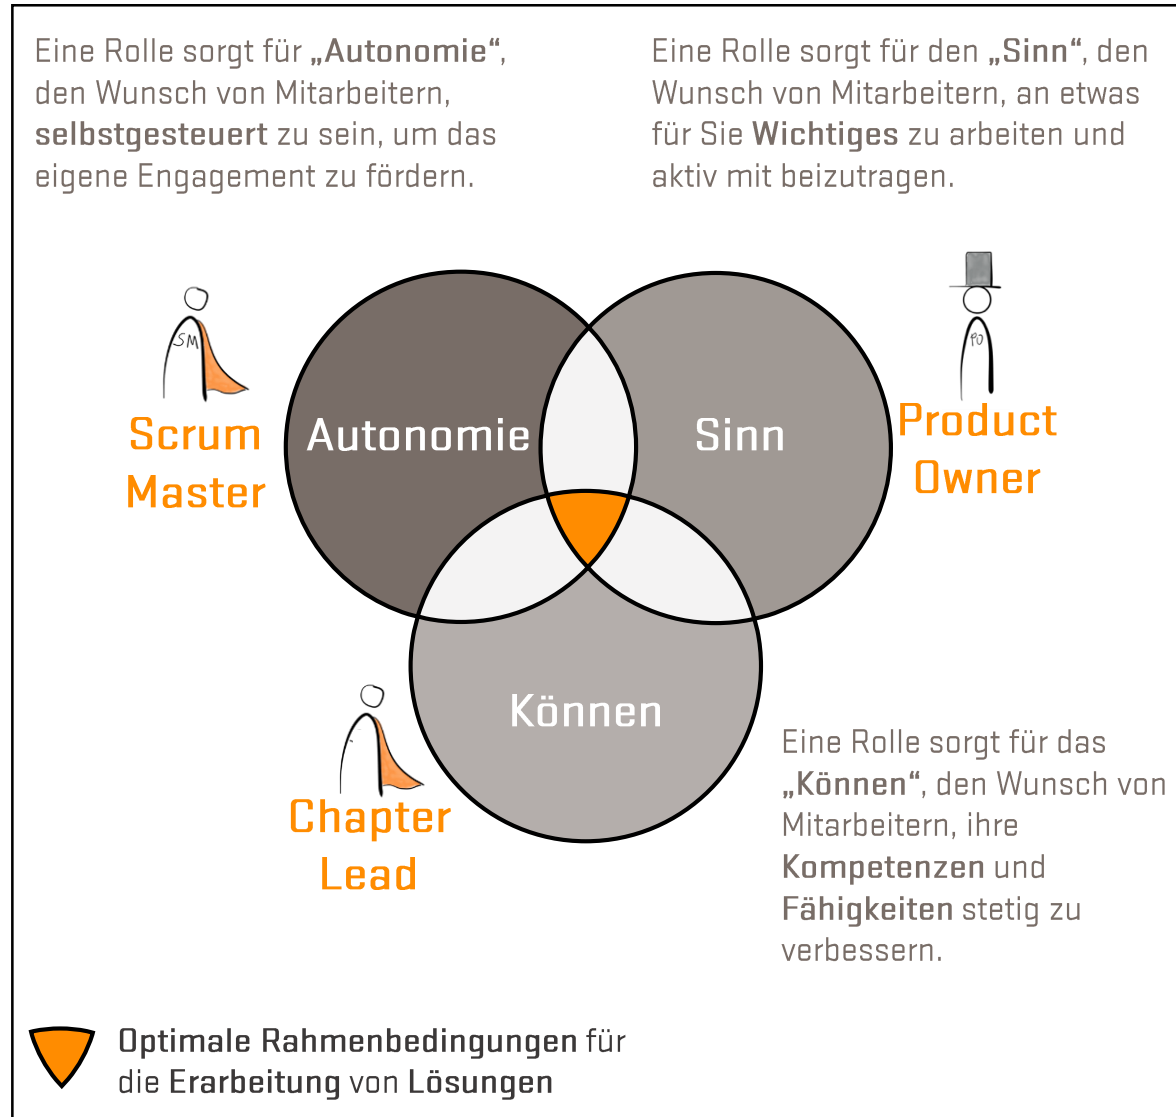 Eine Rolle sorgt für „Autonomie“,
den Wunsch von Mitarbeitern,
selbstgesteuert zu sein, um das
eigene Engagement zu fördern.
Eine Rolle sorgt für den „Sinn“, den
Wunsch von Mitarbeitern, an etwas
für Sie Wichtiges zu arbeiten und
aktiv mit beizutragen.
SM
Scrum
Master
Autonomie
Sinn
PO
Product
Owner
Können
Chapter
Lead
Eine Rolle sorgt für das
„Können“, den Wunsch von
Mitarbeitern, ihre
Kompetenzen und
Fähigkeiten stetig zu
verbessern.
Optimale Rahmenbedingungen für
die Erarbeitung von Lösungen